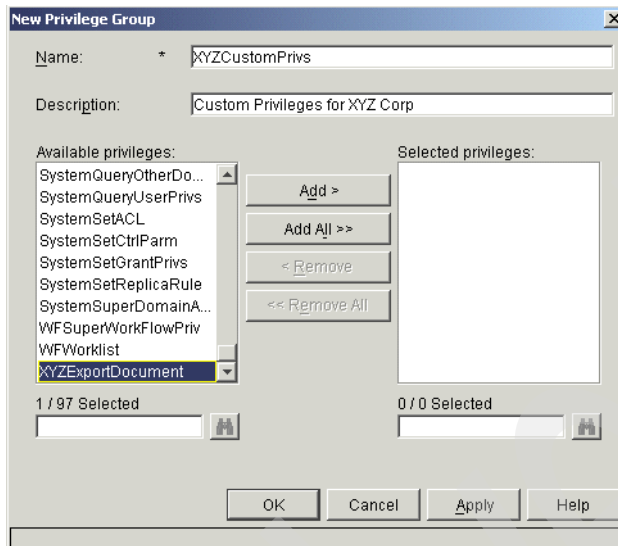 New Privilege Group
Name: * XYZCustomPrivs
Description: Custom Privileges for XYZ Corp
Available privileges: Selected privileges:
SystemQueryOtherDo...
SystemQueryUserPrivs
SystemSetACL
SystemSetCtrlParm
SystemSetGrantPrivs
SystemSetReplicaRule
SystemSuperDomainA...
WFSuperWorkFlowPriv
WFWorklist
XYZExportDocument
Add >
Add All >>
< Remove
<< Remove All
1 / 97 Selected 0 / 0 Selected
OK Cancel Apply Help